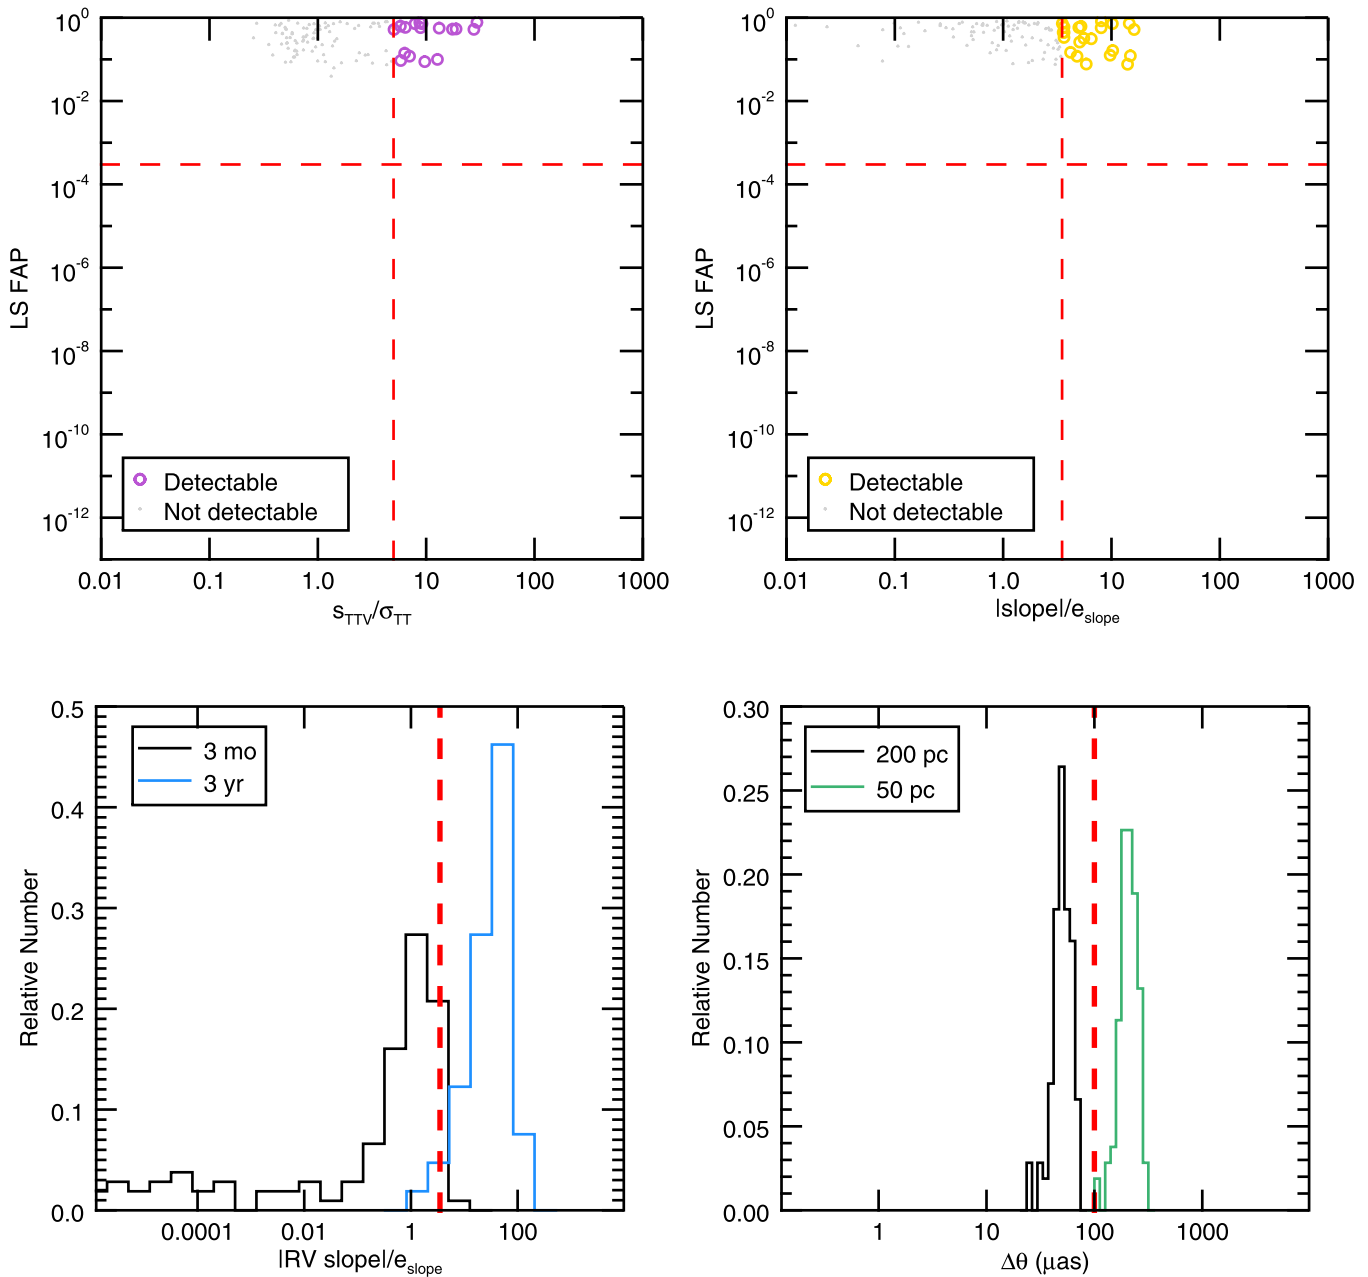 10^0
10^-2
10^-4
10^-6
10^-8
10^-10
10^-12
LS FAP
Detectable
Not detectable
0.01 0.1 1.0 10 100 1000
s_TTV/σ_TT
10^0
10^-2
10^-4
10^-6
10^-8
10^-10
10^-12
LS FAP
Detectable
Not detectable
0.01 0.1 1.0 10 100 1000
|slope|/e_slope
0.5
0.4
0.3
0.2
0.1
0.0
Relative Number
3 mo
3 yr
0.0001 0.01 1 100
|RV slope|/e_slope
0.30
0.25
0.20
0.15
0.10
0.05
0.00
Relative Number
200 pc
50 pc
1 10 100 1000
Δθ (μas)